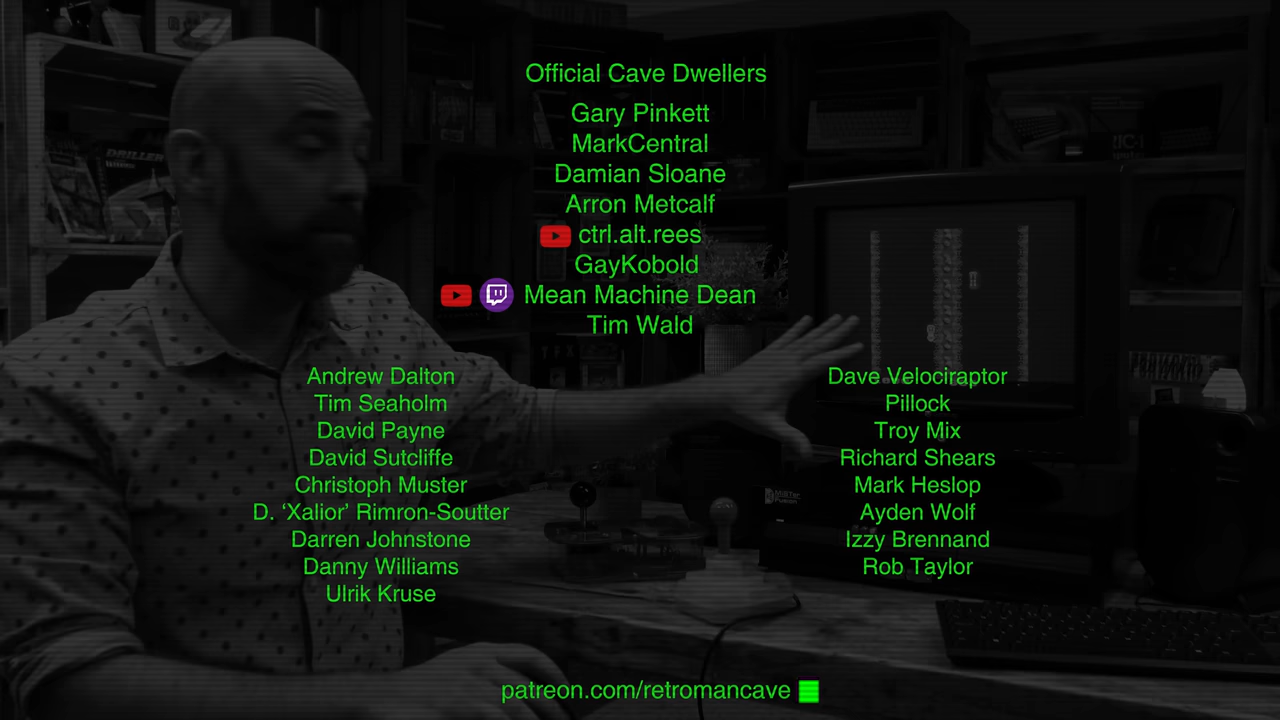 Official Cave Dwellers
Gary Pinkett
MarkCentral
Damian Sloane
Arron Metcalf
ctrl.alt.rees
GayKobold
Mean Machine Dean
Tim Wald
Andrew Dalton
Tim Seaholm
David Payne
David Sutcliffe
Christoph Muster
D. ‘Xalior’ Rimron-Soutter
Darren Johnstone
Danny Williams
Ulrik Kruse
Dave Velociraptor
Pillock
Troy Mix
Richard Shears
Mark Heslop
Ayden Wolf
Izzy Brennand
Rob Taylor
patreon.com/retromancave
DRILLER